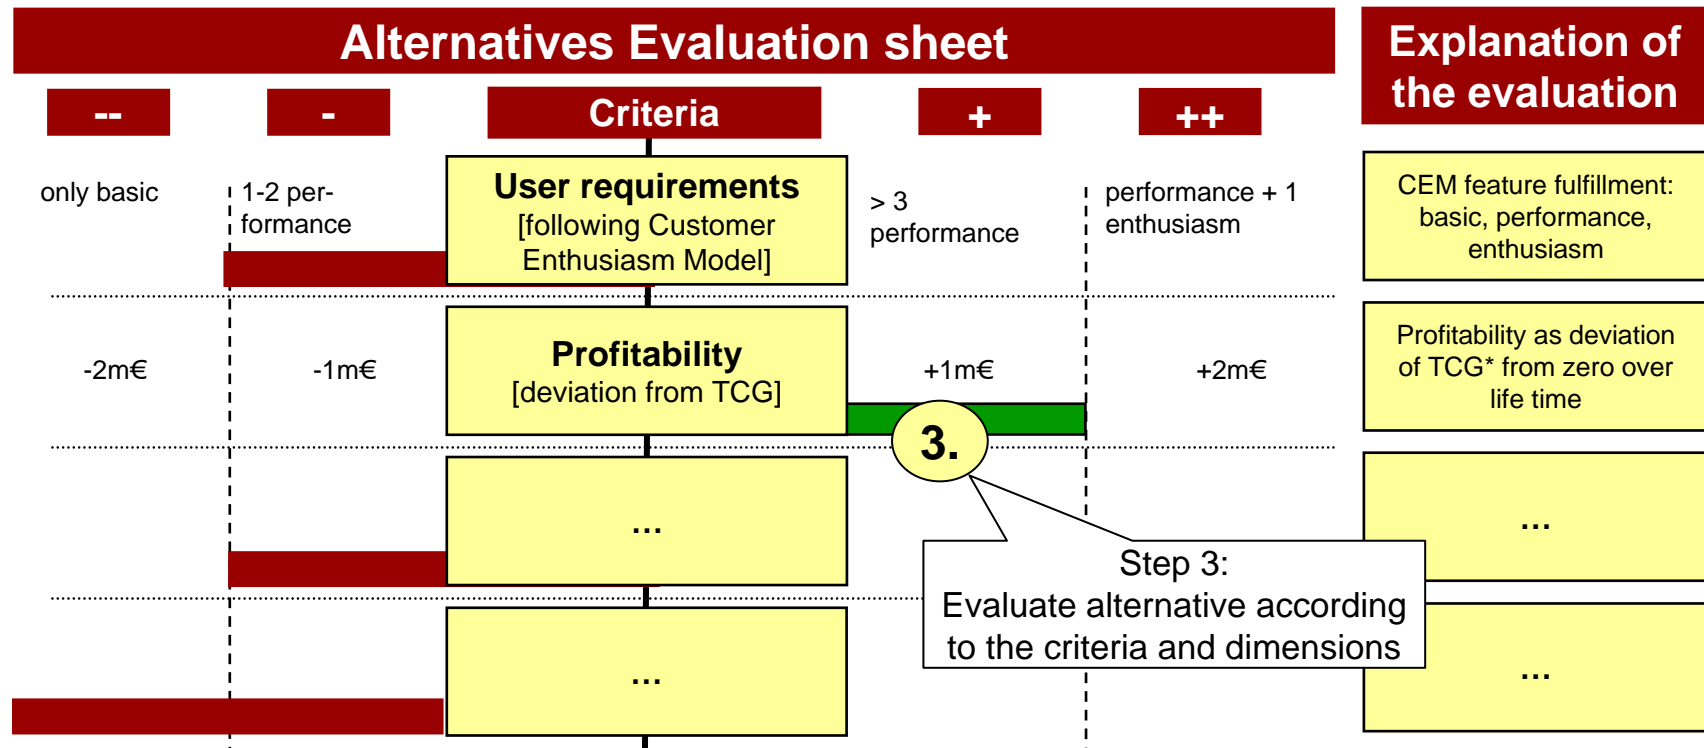 Alternatives Evaluation sheet
Explanation of
the evaluation
--
-
Criteria
+
++
only basic
1-2 per-
formance
User requirements
[following Customer
Enthusiasm Model]
> 3
performance
performance + 1
enthusiasm
CEM feature fulfillment:
basic, performance,
enthusiasm
-2m€
-1m€
Profitability
[deviation from TCG]
+1m€
+2m€
Profitability as deviation
of TCG* from zero over
life time
3.
...
...
Step 3:
Evaluate alternative according
to the criteria and dimensions
...
...